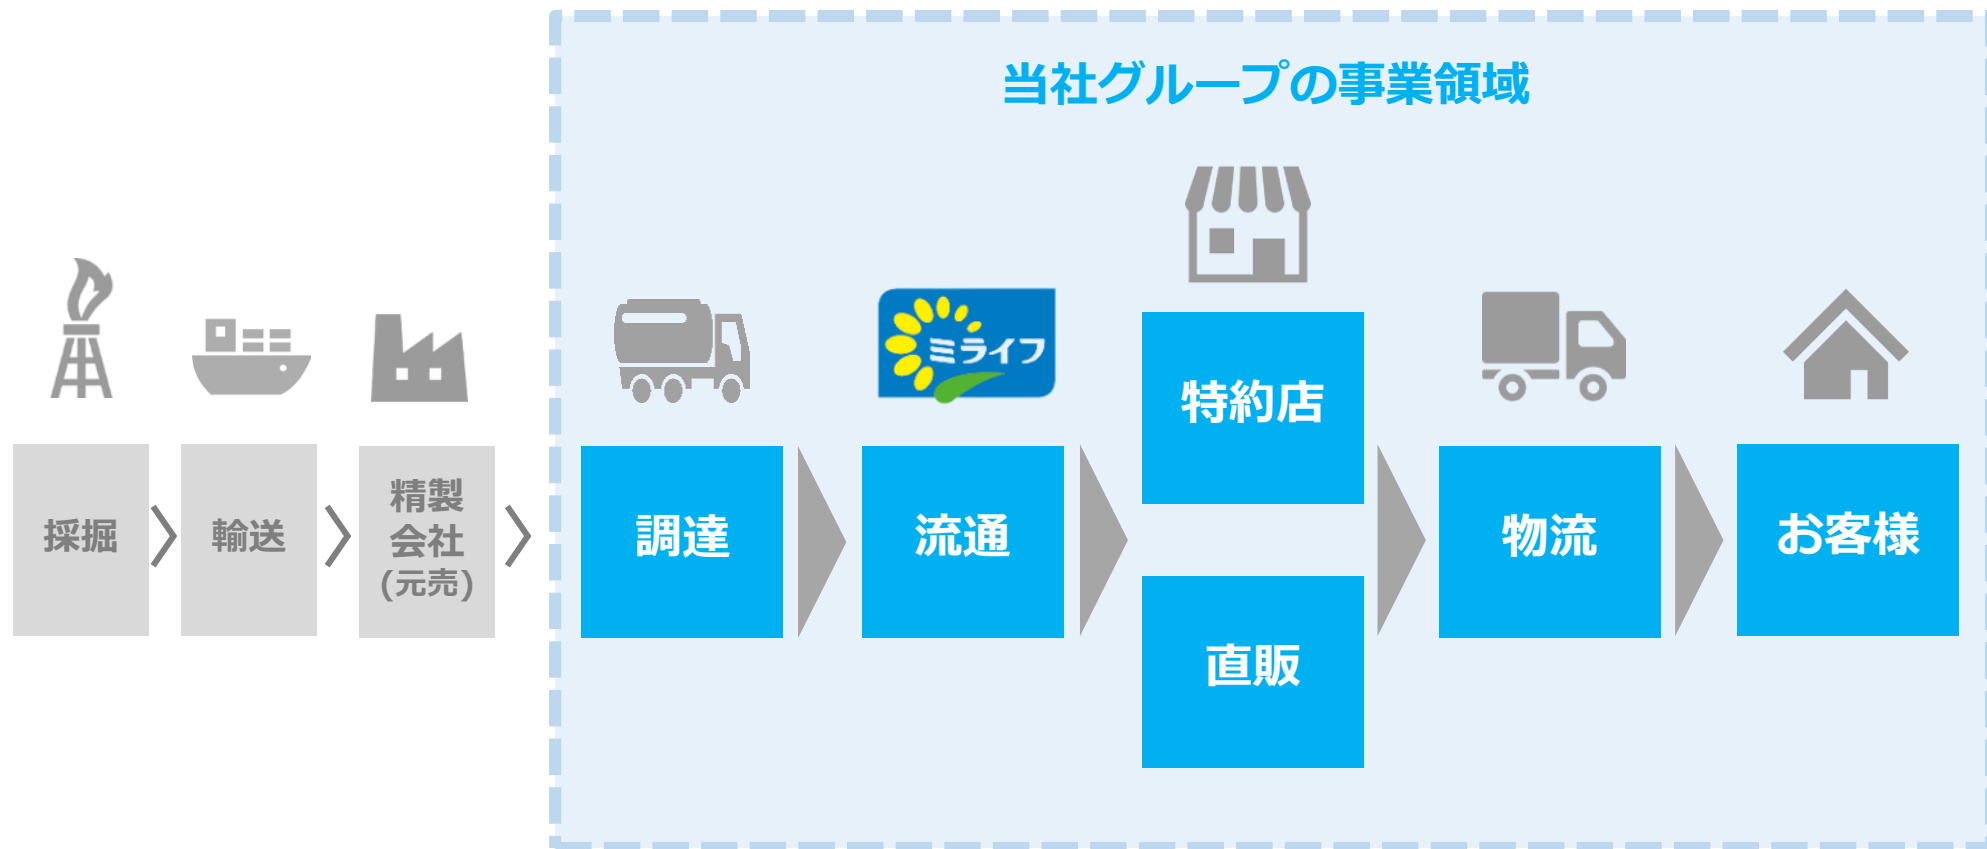 当社グループの事業領域
ミライフ
採掘
輸送
精製
会社
(元売)
調達
流通
特約店
直販
物流
お客様